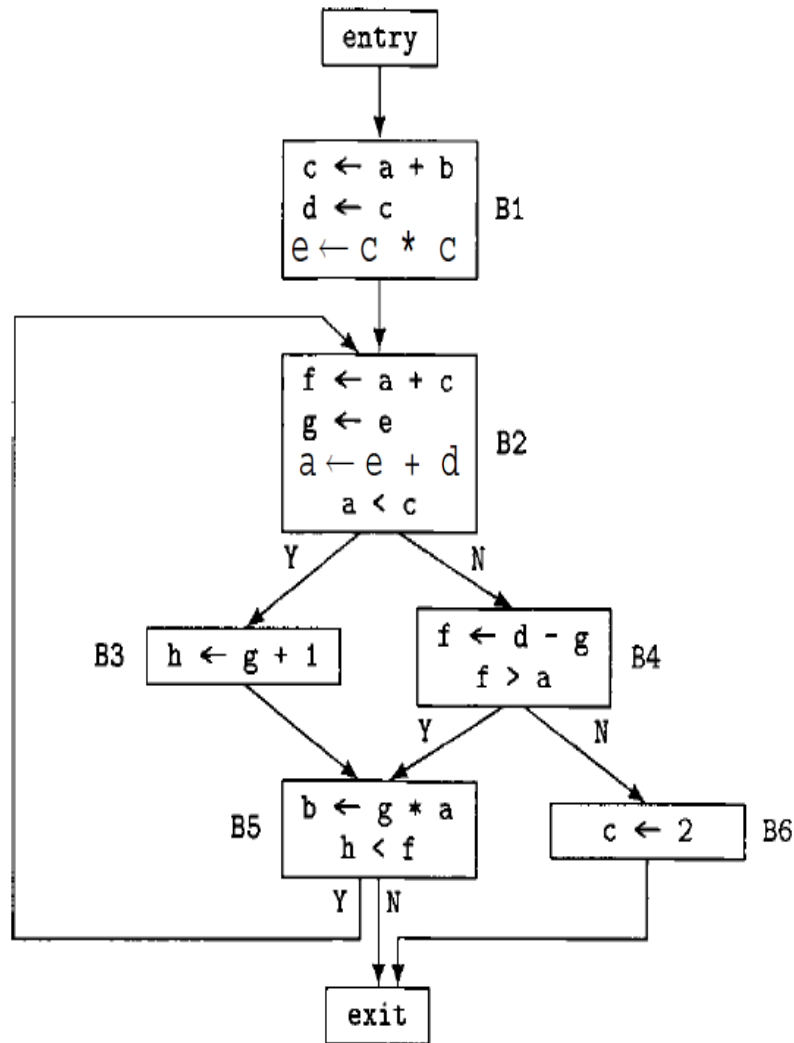 entry
c ← a + b
d ← c
e ← c * c
B1
f ← a + c
g ← e
a ← e + d
a < c
B2
Y
N
B3
h ← g + 1
f ← d - g
f > a
B4
Y
N
B5
b ← g * a
h < f
c ← 2
B6
Y
N
exit